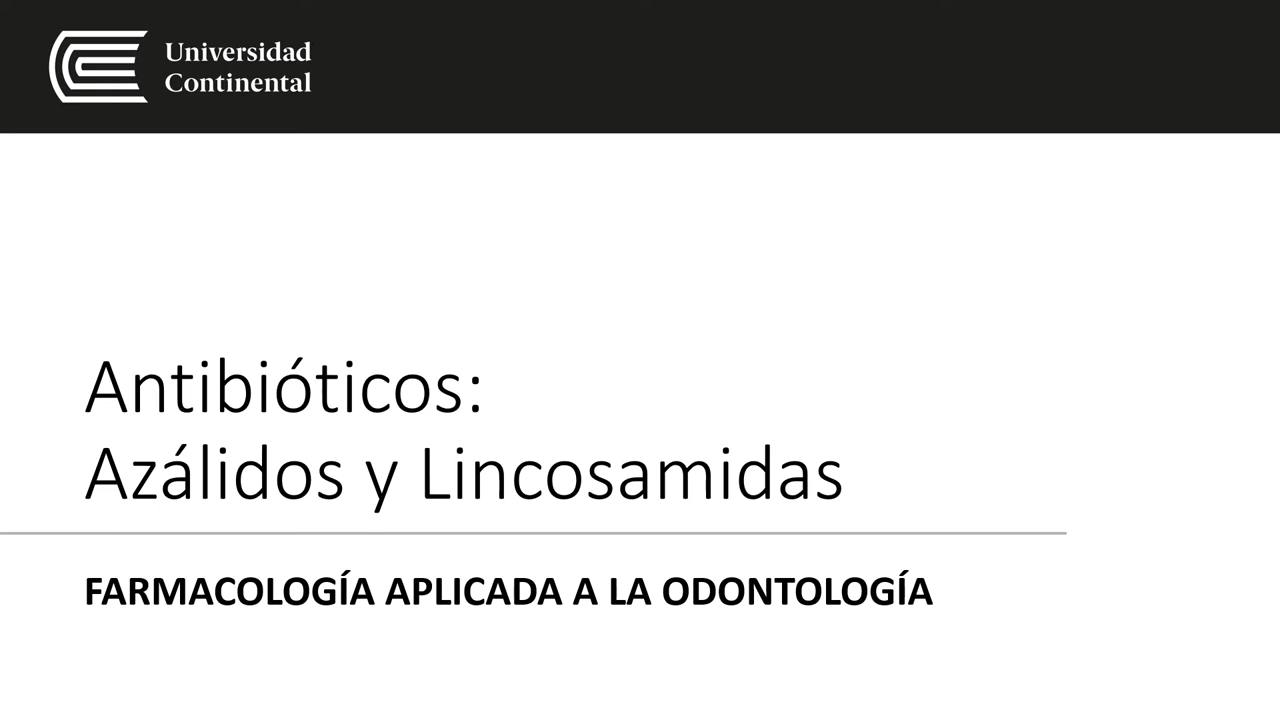 Universidad
Continental
Antibióticos:
Azálidos y Lincosamidas
FARMACOLOGÍA APLICADA A LA ODONTOLOGÍA